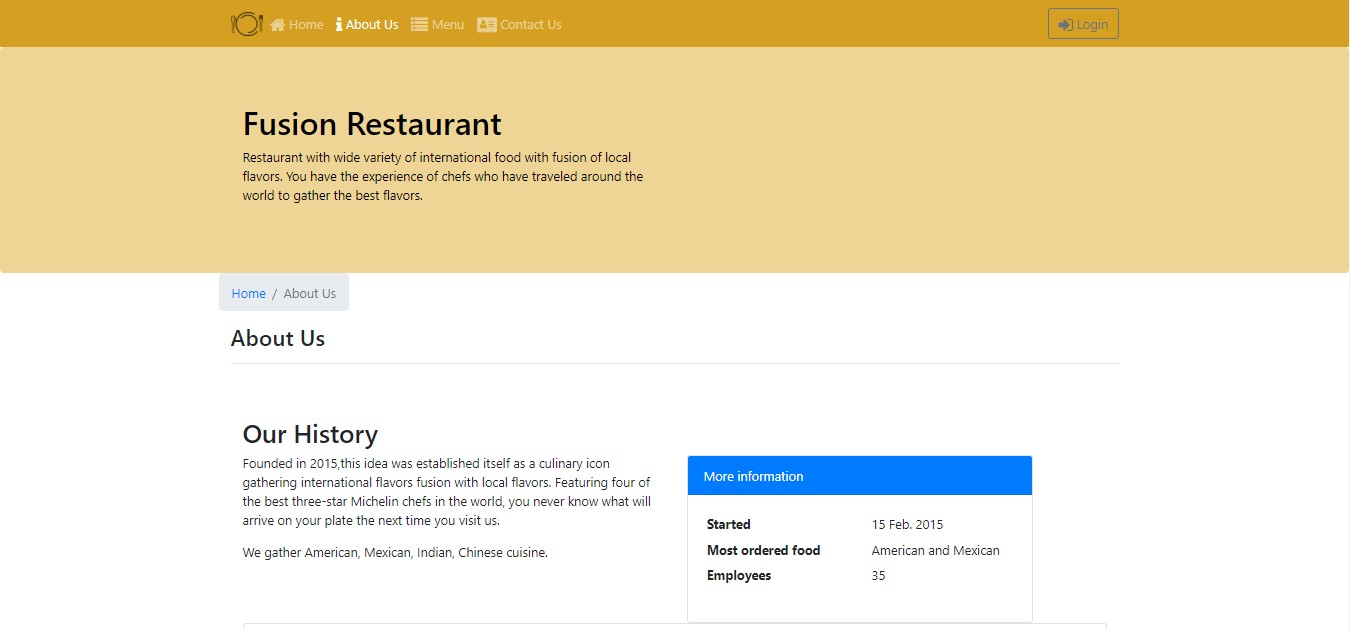 Home About Us Menu Contact Us Login
Fusion Restaurant
Restaurant with wide variety of international food with fusion of local
flavors. You have the experience of chefs who have traveled around the
world to gather the best flavors.
Home / About Us
About Us
Our History
Founded in 2015,this idea was established itself as a culinary icon
gathering international flavors fusion with local flavors. Featuring four of
the best three-star Michelin chefs in the world, you never know what will
arrive on your plate the next time you visit us.
We gather American, Mexican, Indian, Chinese cuisine.
More information
Started 15 Feb. 2015
Most ordered food American and Mexican
Employees 35